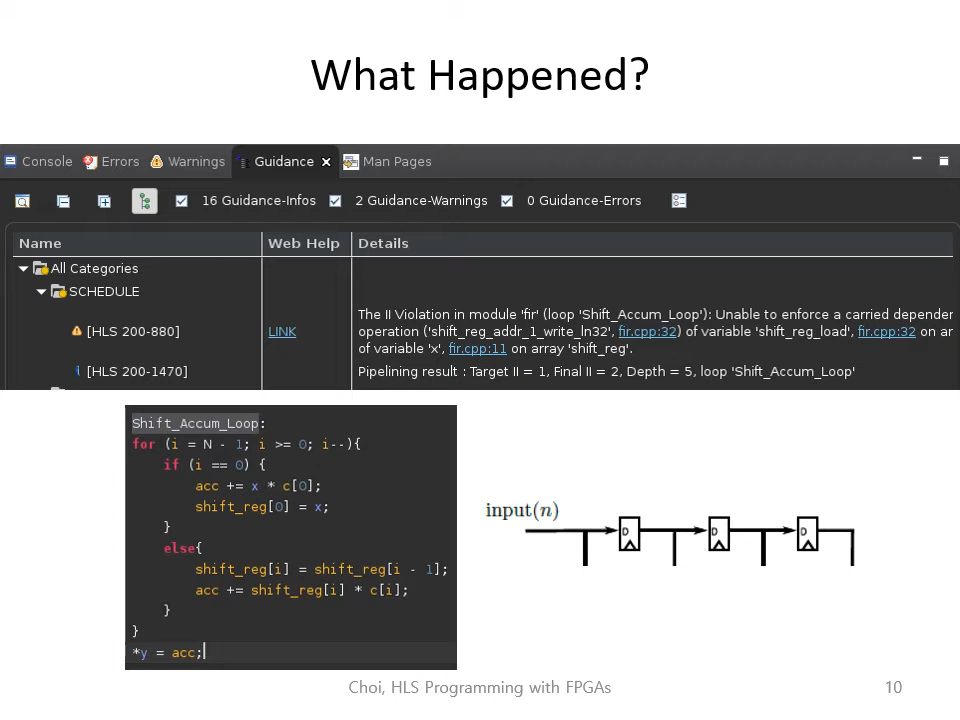 What Happened?
Console Errors Warnings Guidance Man Pages
16 Guidance-Infos 2 Guidance-Warnings 0 Guidance-Errors
Name Web Help Details
All Categories
SCHEDULE
The II Violation in module 'fir' (loop 'Shift_Accum_Loop'): Unable to enforce a carried dependen
[HLS 200-880] LINK operation ('shift_reg_addr_1_write_ln32', fir.cpp:32) of variable 'shift_reg_load', fir.cpp:32 on ar
of variable 'x', fir.cpp:11 on array 'shift_reg'.
[HLS 200-1470] Pipelining result : Target II = 1, Final II = 2, Depth = 5, loop 'Shift_Accum_Loop'
Shift_Accum_Loop:
for (i = N - 1; i >= 0; i--){
if (i == 0) {
acc += x * c[0];
shift_reg[0] = x;
}
else{
shift_reg[i] = shift_reg[i - 1];
acc += shift_reg[i] * c[i];
}
}
*y = acc;
input(n)
D D D
Choi, HLS Programming with FPGAs 10